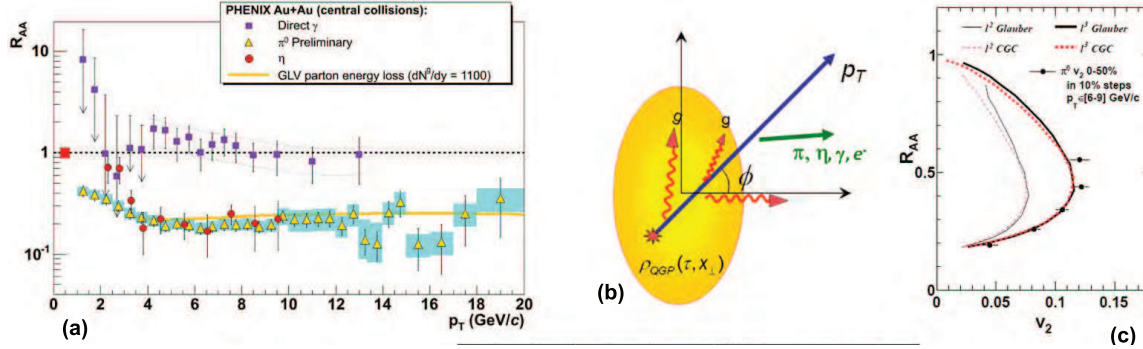 PHENIX Au+Au (central collisions):
Direct γ
π⁰ Preliminary
η
GLV parton energy loss (dNᵍ/dy = 1100)
R_AA
10
1
10⁻¹
0 2 4 6 8 10 12 14 16 18 20
p_T (GeV/c)
(a)
p_T
g
g
π, η, γ, e⁻
ϕ
ρ_QGP(τ, x_⊥)
(b)
l² Glauber
l³ Glauber
l² CGC
l³ CGC
π⁰ v₂ 0-50%
in 10% steps
p_T∈[6-9] GeV/c
R_AA
1
0.5
0
0 0.05 0.1 0.15
V₂
(c)